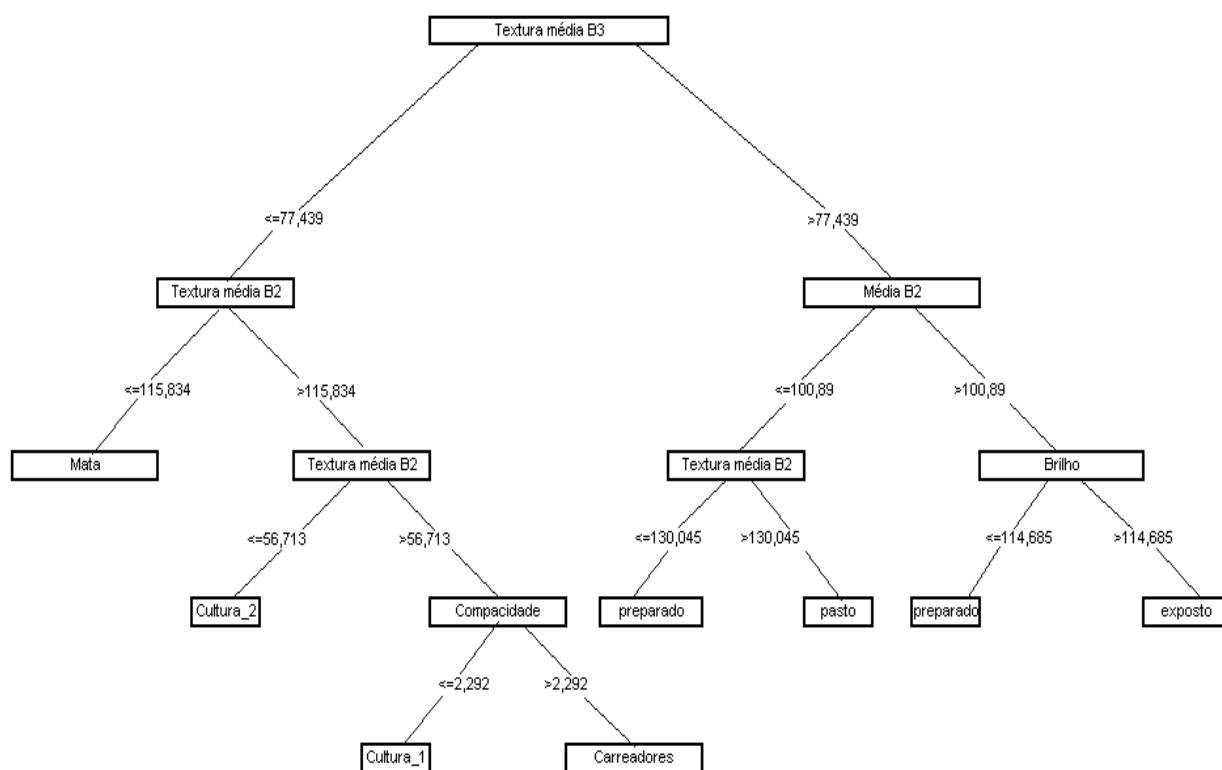 Textura média B3
<=77,439
>77,439
Textura média B2
Média B2
<=115,834
>115,834
<=100,89
>100,89
Mata
Textura média B2
Textura média B2
Brilho
<=56,713
>56,713
<=130,045
>130,045
<=114,685
>114,685
Cultura_2
Compacidade
preparado
pasto
preparado
exposto
<=2,292
>2,292
Cultura_1
Carreadores